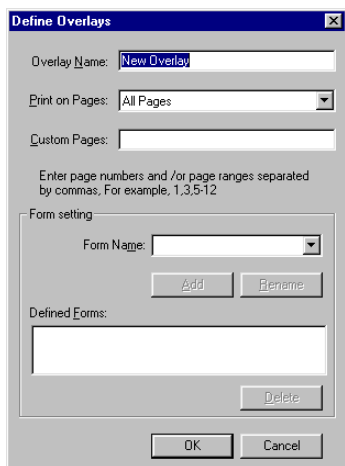 Define Overlays
Overlay Name: New Overlay
Print on Pages: All Pages
Custom Pages:
Enter page numbers and /or page ranges separated
by commas, For example, 1,3,5-12
Form setting
Form Name:
Add Rename
Defined Forms:
Delete
OK Cancel